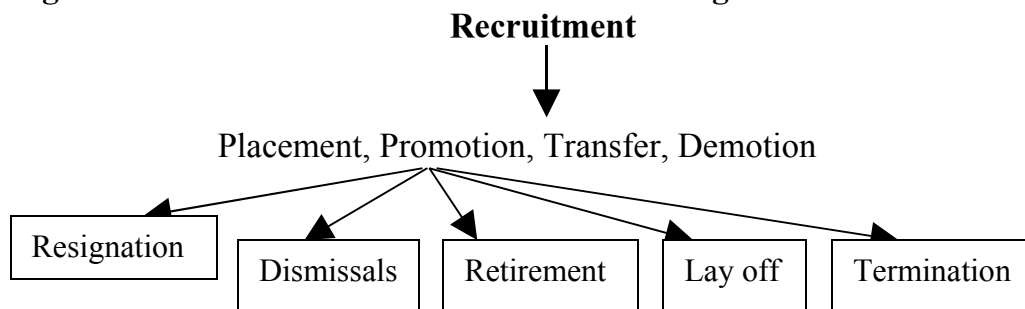 Recruitment
Placement, Promotion, Transfer, Demotion
Resignation
Dismissals
Retirement
Lay off
Termination